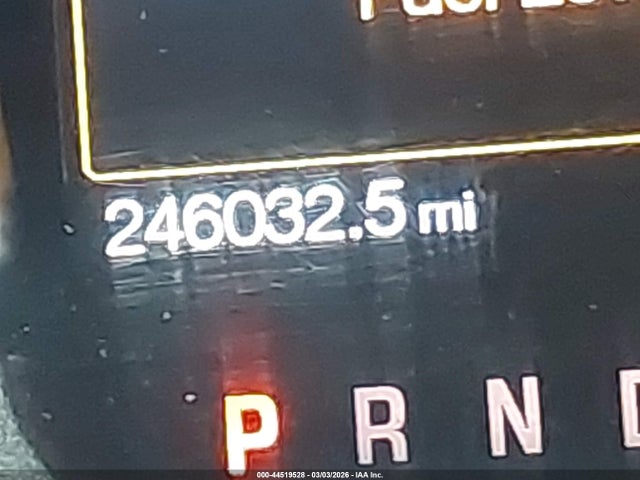 246032.5 mi
P R N D
000-44519528 - 03/03/2026 - IAA Inc.